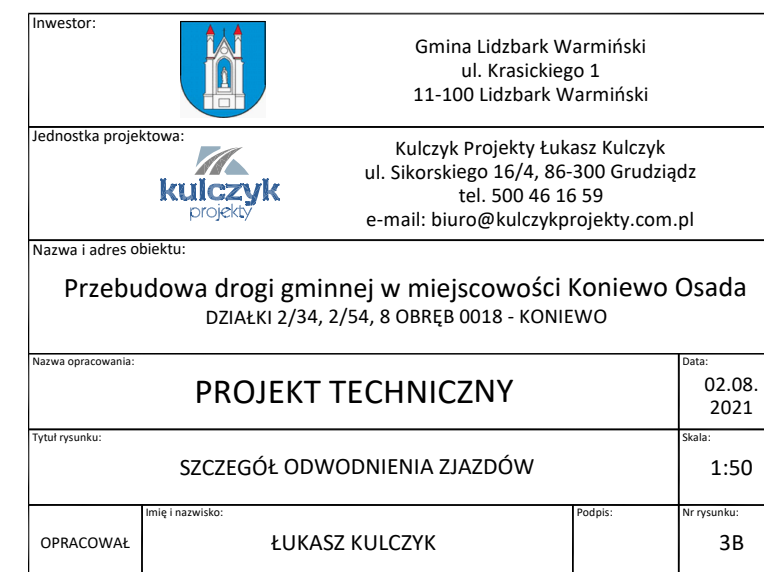 Inwestor:
Gmina Lidzbark Warmiński
ul. Krasickiego 1
11-100 Lidzbark Warmiński
Jednostka projektowa:
kulczyk
projekty
Kulczyk Projekty Łukasz Kulczyk
ul. Sikorskiego 16/4, 86-300 Grudziądz
tel. 500 46 16 59
e-mail: biuro@kulczykprojekty.com.pl
Nazwa i adres obiektu:
Przebudowa drogi gminnej w miejscowości Koniewo Osada
DZIAŁKI 2/34, 2/54, 8 OBRĘB 0018 - KONIEWO
Nazwa opracowania:
PROJEKT TECHNICZNY
Data:
02.08.
2021
Tytuł rysunku:
SZCZEGÓŁ ODWODNIENIA ZJAZDÓW
Skala:
1:50
OPRACOWAŁ
Imię i nazwisko:
ŁUKASZ KULCZYK
Podpis:
Nr rysunku:
3B